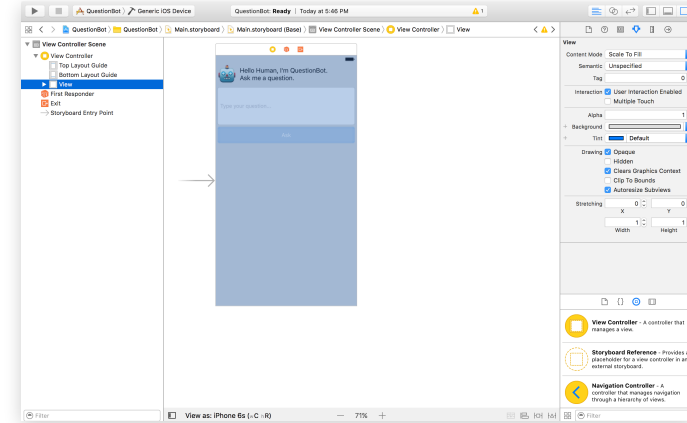 QuestionBot 〉 Generic iOS Device
QuestionBot: Ready | Today at 5:46 PM
1
QuestionBot 〉 QuestionBot 〉 Main.storyboard 〉 Main.storyboard (Base) 〉 View Controller Scene 〉 View Controller 〉 View
View Controller Scene
View Controller
Top Layout Guide
Bottom Layout Guide
View
First Responder
Exit
Storyboard Entry Point
Filter
Hello Human, I'm QuestionBot.
Ask me a question.
Type your question...
Ask
View as: iPhone 6s (wC hR)
— 71% +
View
Content Mode Scale To Fill
Semantic Unspecified
Tag 0
Interaction User Interaction Enabled
Multiple Touch
Alpha 1
+ Background
+ Tint Default
Drawing Opaque
Hidden
Clears Graphics Context
Clip To Bounds
Autoresize Subviews
Stretching 0 0
X Y
1 1
Width Height
View Controller - A controller that
manages a view.
Storyboard Reference - Provides a
placeholder for a view controller in an
external storyboard.
Navigation Controller - A
controller that manages navigation
through a hierarchy of views.
Filter